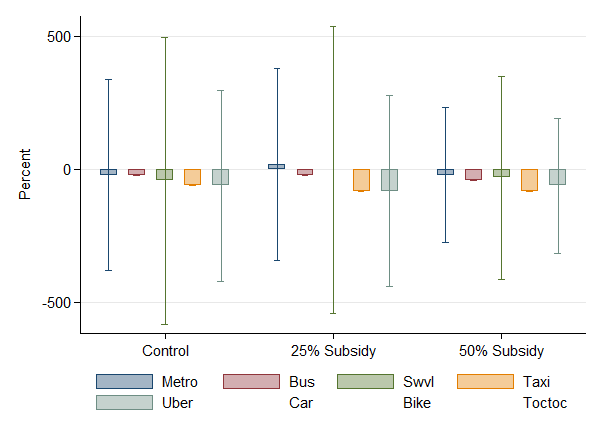 500
0
-500
Percent
Control 25% Subsidy 50% Subsidy
Metro Bus Swvl Taxi
Uber Car Bike Toctoc